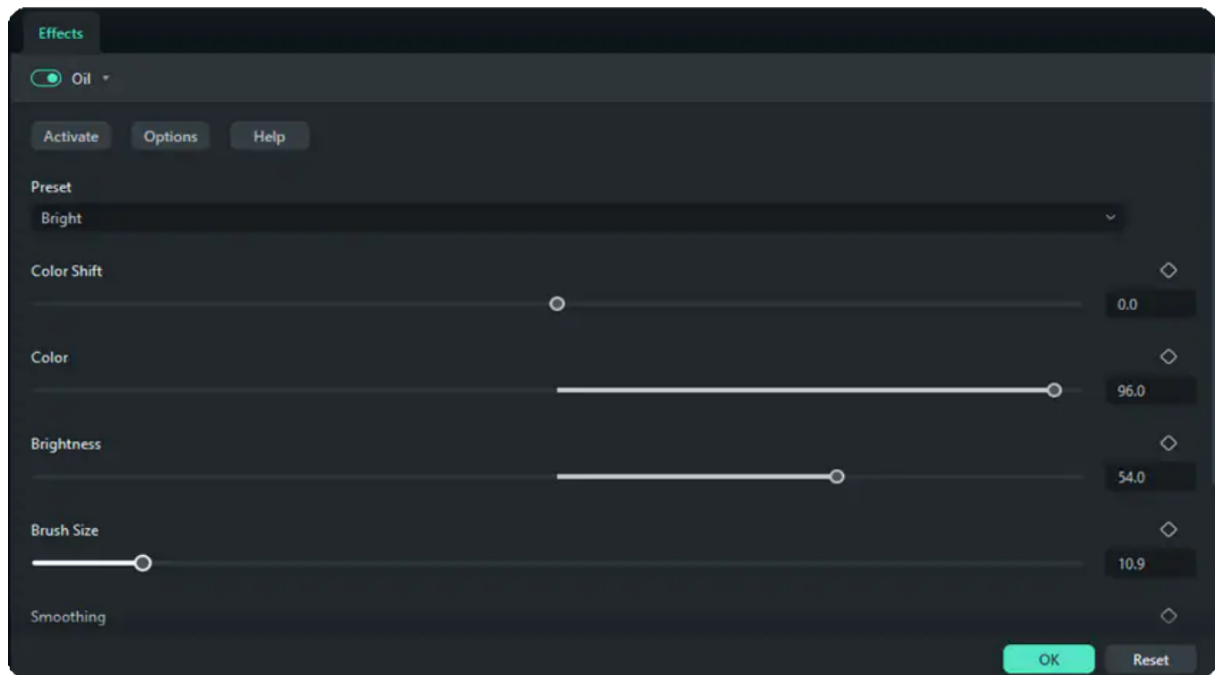 Effects
Oil
Activate Options Help
Preset
Bright
Color Shift
0.0
Color
96.0
Brightness
54.0
Brush Size
10.9
Smoothing
OK Reset